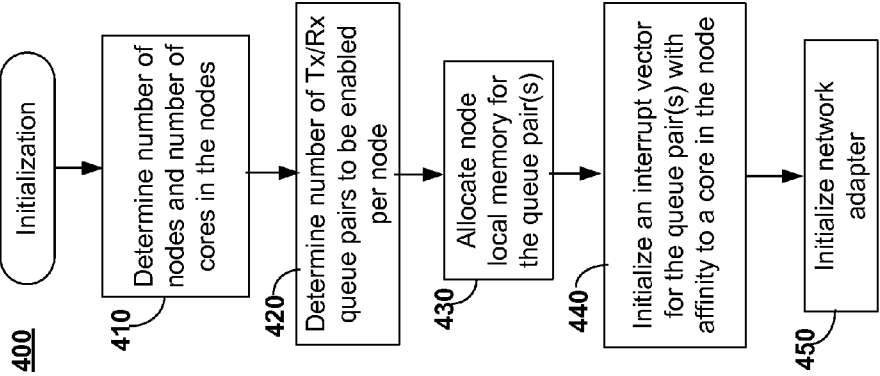 400
Initialization
410
Determine number of
nodes and number of
cores in the nodes
420
Determine number of Tx/Rx
queue pairs to be enabled
per node
430
Allocate node
local memory for
the queue pair(s)
440
Initialize an interrupt vector
for the queue pair(s) with
affinity to a core in the node
450
Initialize network
adapter